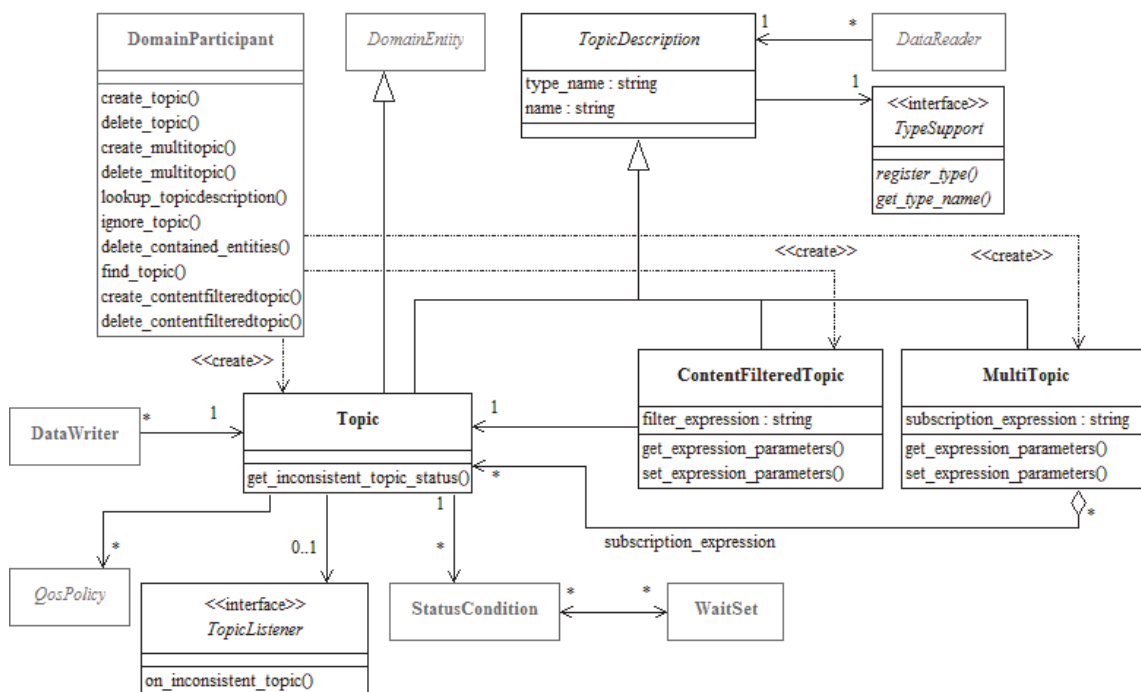 DomainParticipant
create_topic()
delete_topic()
create_multitopic()
delete_multitopic()
lookup_topicdescription()
ignore_topic()
delete_contained_entities()
find_topic()
create_contentfilteredtopic()
delete_contentfilteredtopic()
DomainEntity
TopicDescription
type_name : string
name : string
1
*
DataReader
1
<<interface>>
TypeSupport
register_type()
get_type_name()
<<create>>
<<create>>
<<create>>
ContentFilteredTopic
filter_expression : string
get_expression_parameters()
set_expression_parameters()
MultiTopic
subscription_expression : string
get_expression_parameters()
set_expression_parameters()
DataWriter
*
1
Topic
get_inconsistent_topic_status()
1
*
*
subscription_expression
*
0..1
1
*
QosPolicy
<<interface>>
TopicListener
on_inconsistent_topic()
StatusCondition
*
*
WaitSet